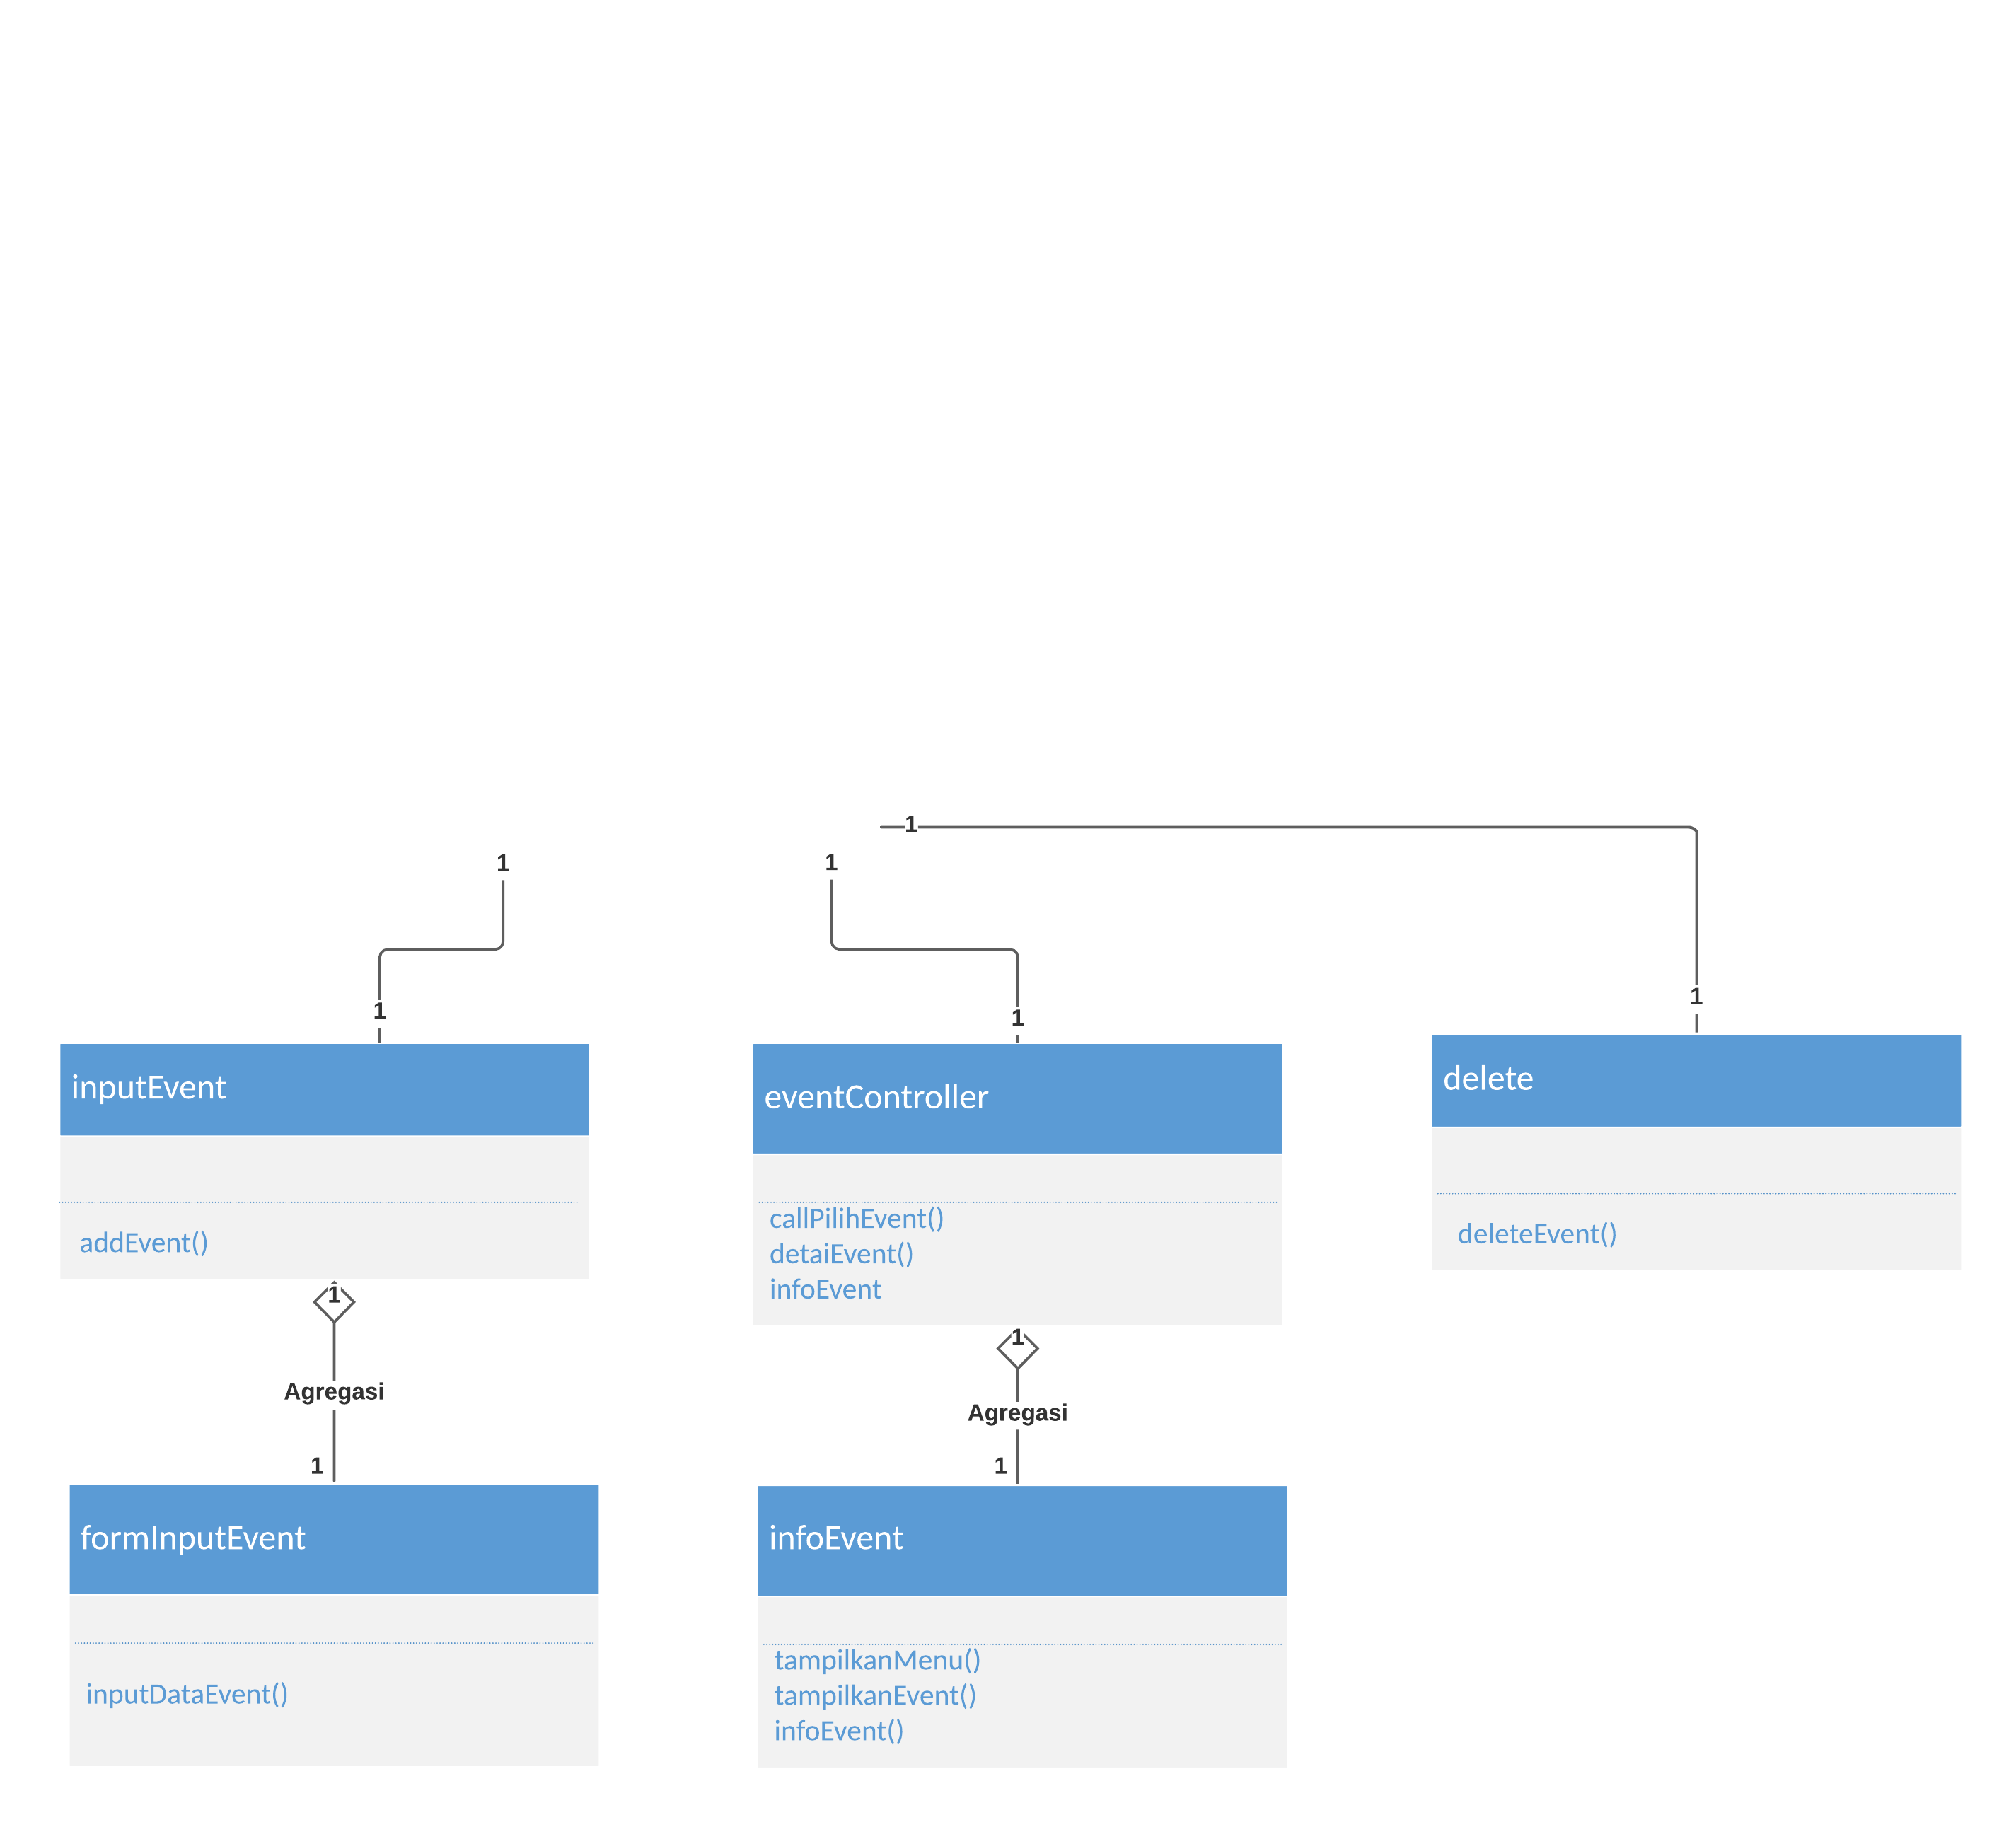 1
1
1
1
1
1
inputEvent
addEvent()
eventController
callPilihEvent()
detaiEvent()
infoEvent
delete
deleteEvent()
1
Agregasi
1
1
Agregasi
1
formInputEvent
inputDataEvent()
infoEvent
tampilkanMenu()
tampilkanEvent()
infoEvent()